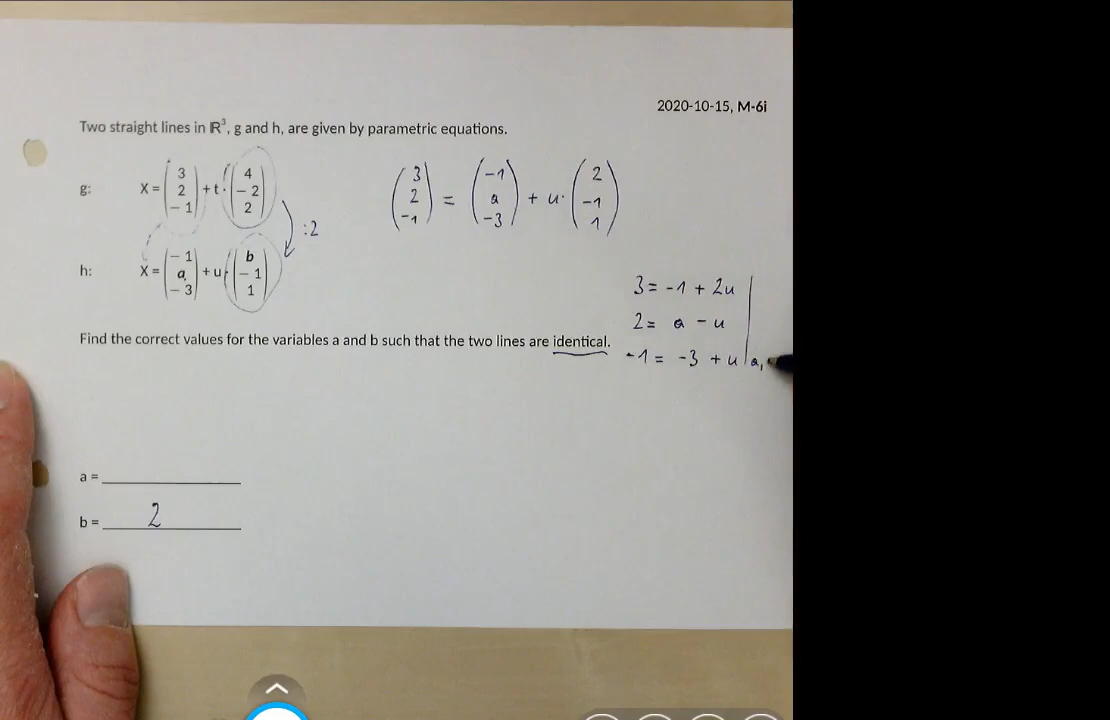 2020-10-15, M-6i
Two straight lines in ℝ³, g and h, are given by parametric equations.
g: X = (3 2 -1) + t · (4 -2 2)
:2
h: X = (-1 a -3) + u · (b -1 1)
(3 2 -1) = (-1 a -3) + u · (2 -1 1)
3 = -1 + 2u
2 = a - u
-1 = -3 + u | a,
Find the correct values for the variables a and b such that the two lines are identical.
a =
b = 2